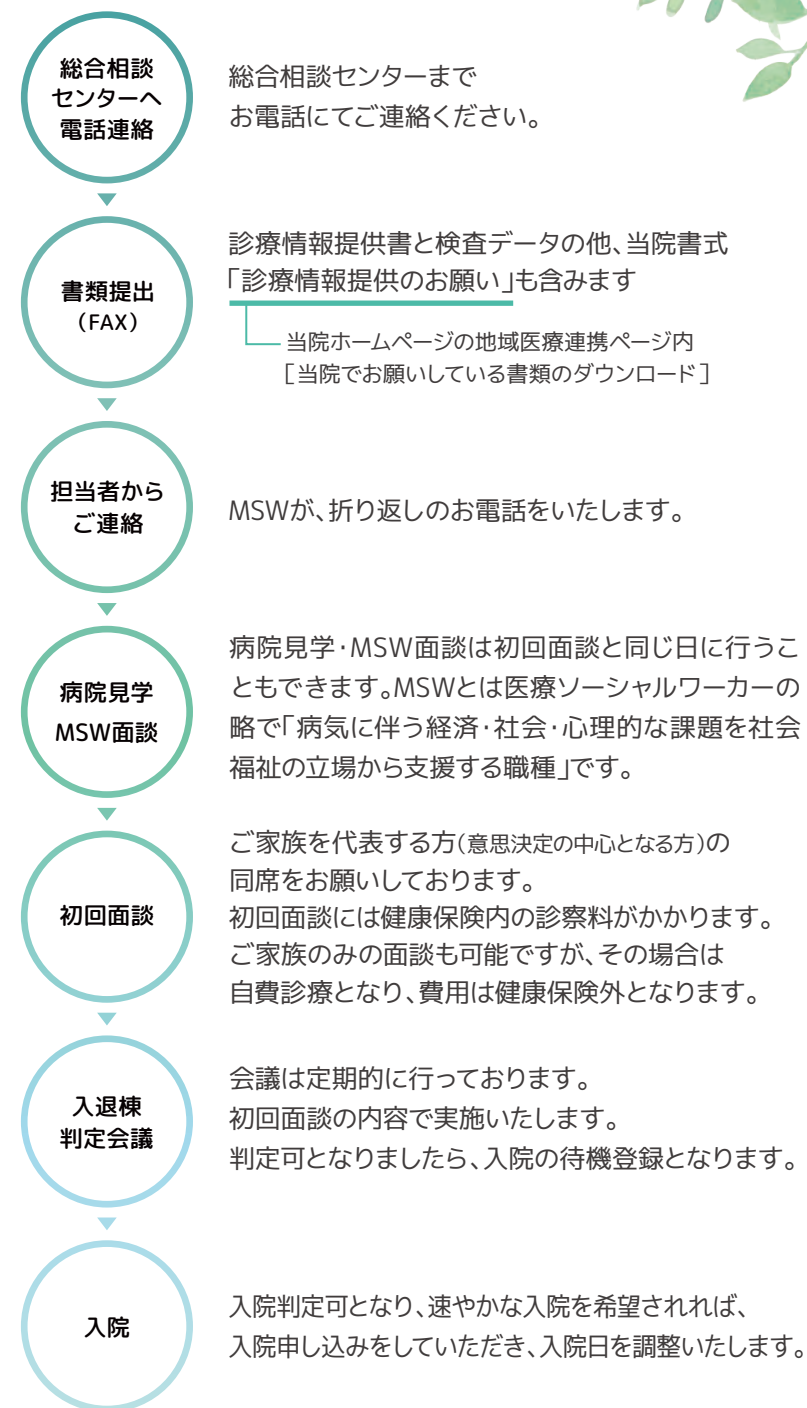 総合相談
センターへ
電話連絡
総合相談センターまで
お電話にてご連絡ください。
書類提出
（FAX）
診療情報提供書と検査データの他、当院書式
「診療情報提供のお願い」も含みます
当院ホームページの地域医療連携ページ内
［当院でお願いしている書類のダウンロード］
担当者から
ご連絡
MSWが、折り返しのお電話をいたします。
病院見学
MSW面談
病院見学・MSW面談は初回面談と同じ日に行うこ
ともできます。MSWとは医療ソーシャルワーカーの
略で「病気に伴う経済・社会・心理的な課題を社会
福祉の立場から支援する職種」です。
初回面談
ご家族を代表する方（意思決定の中心となる方）の
同席をお願いしております。
初回面談には健康保険内の診察料がかかります。
ご家族のみの面談も可能ですが、その場合は
自費診療となり、費用は健康保険外となります。
入退棟
判定会議
会議は定期的に行っております。
初回面談の内容で実施いたします。
判定可となりましたら、入院の待機登録となります。
入院
入院判定可となり、速やかな入院を希望されれば、
入院申し込みをしていただき、入院日を調整いたします。